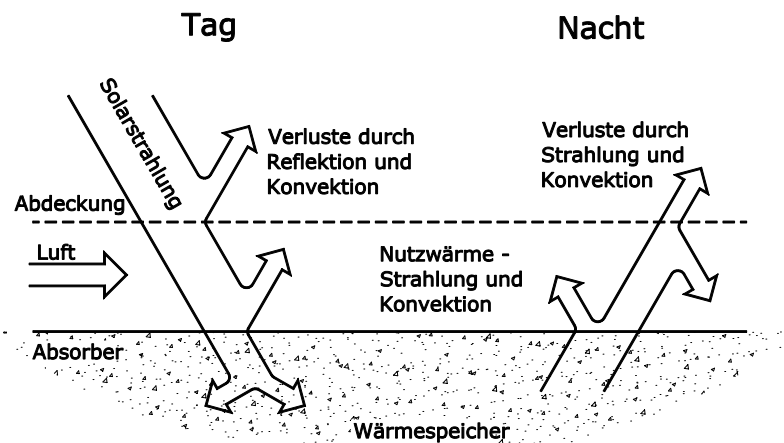 Tag
Nacht
Solarstrahlung
Verluste durch
Reflektion und
Konvektion
Verluste durch
Strahlung und
Konvektion
Abdeckung
Luft
Nutzwärme -
Strahlung und
Konvektion
Absorber
Wärmespeicher